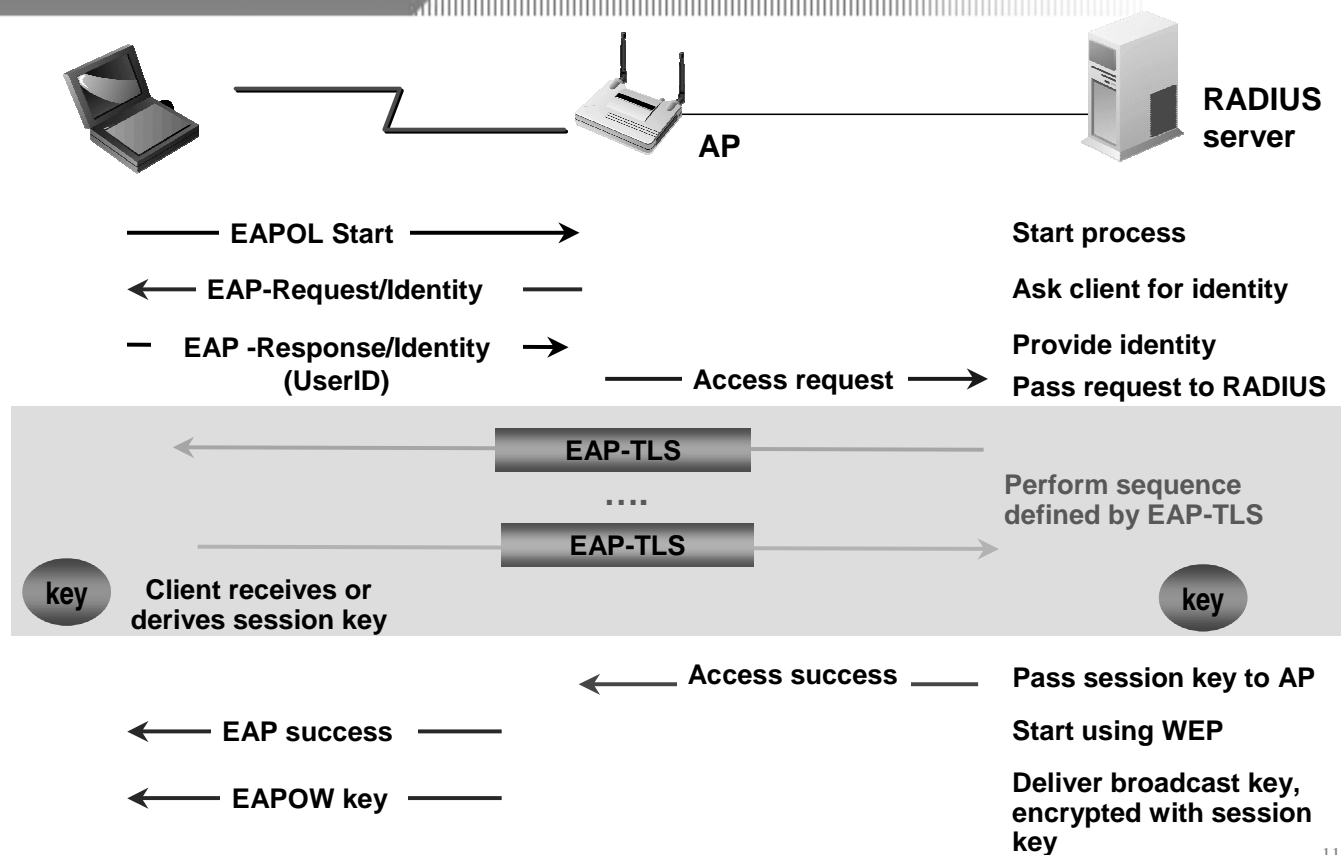 RADIUS
server
AP
EAPOL Start
Start process
EAP-Request/Identity
Ask client for identity
EAP -Response/Identity
(UserID)
Provide identity
Access request
Pass request to RADIUS
EAP-TLS
....
EAP-TLS
Perform sequence
defined by EAP-TLS
key
Client receives or
derives session key
key
Access success
Pass session key to AP
EAP success
Start using WEP
EAPOW key
Deliver broadcast key,
encrypted with session
key
11